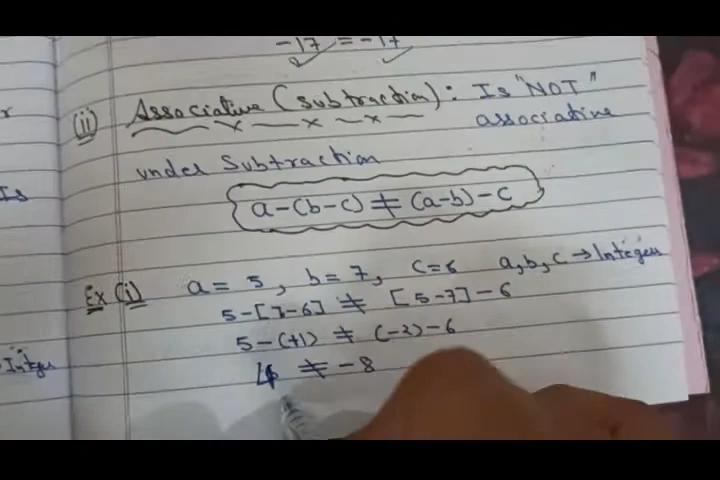 -17 = -17
(ii) Associative (subtraction): Is "NOT"
associative
under Subtraction
a-(b-c) ≠ (a-b)-c
Ex (i) a = 5, b = 7, c=6 a,b,c → Integers
5-[7-6] ≠ [5-7]-6
5-(+1) ≠ (-2)-6
4 ≠ -8
Is